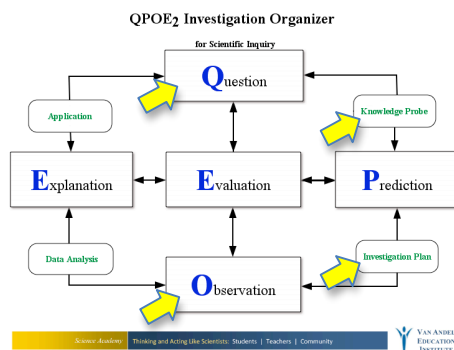 QPOE2 Investigation Organizer
for Scientific Inquiry
Question
Application
Knowledge Probe
Explanation
Evaluation
Prediction
Data Analysis
Investigation Plan
Observation
Science Academy Thinking and Acting Like Scientists: Students | Teachers | Community
VAN ANDEL
EDUCATION
INSTITUTE